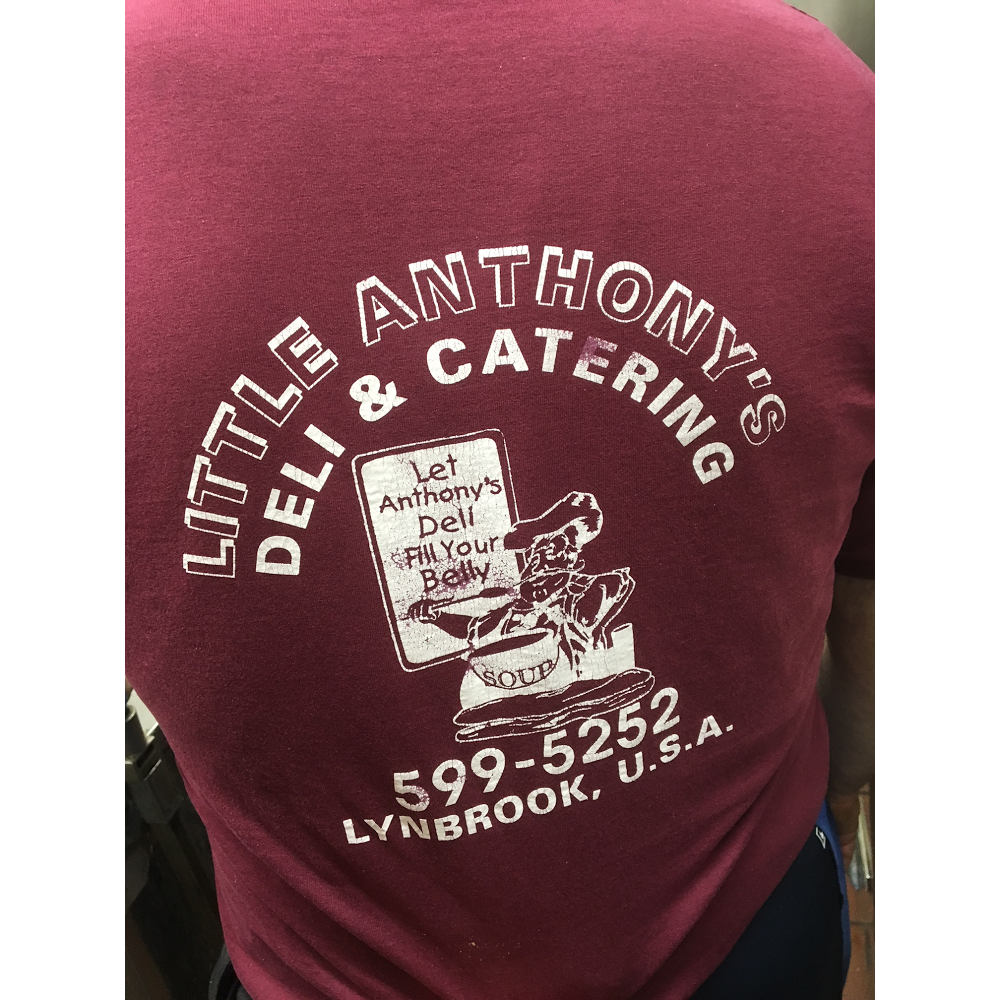 LITTLE ANTHONY'S
DELI & CATERING
Let
Anthony's
Deli
Fill Your
Belly
SOUP
599-5252
LYNBROOK, U.S.A.